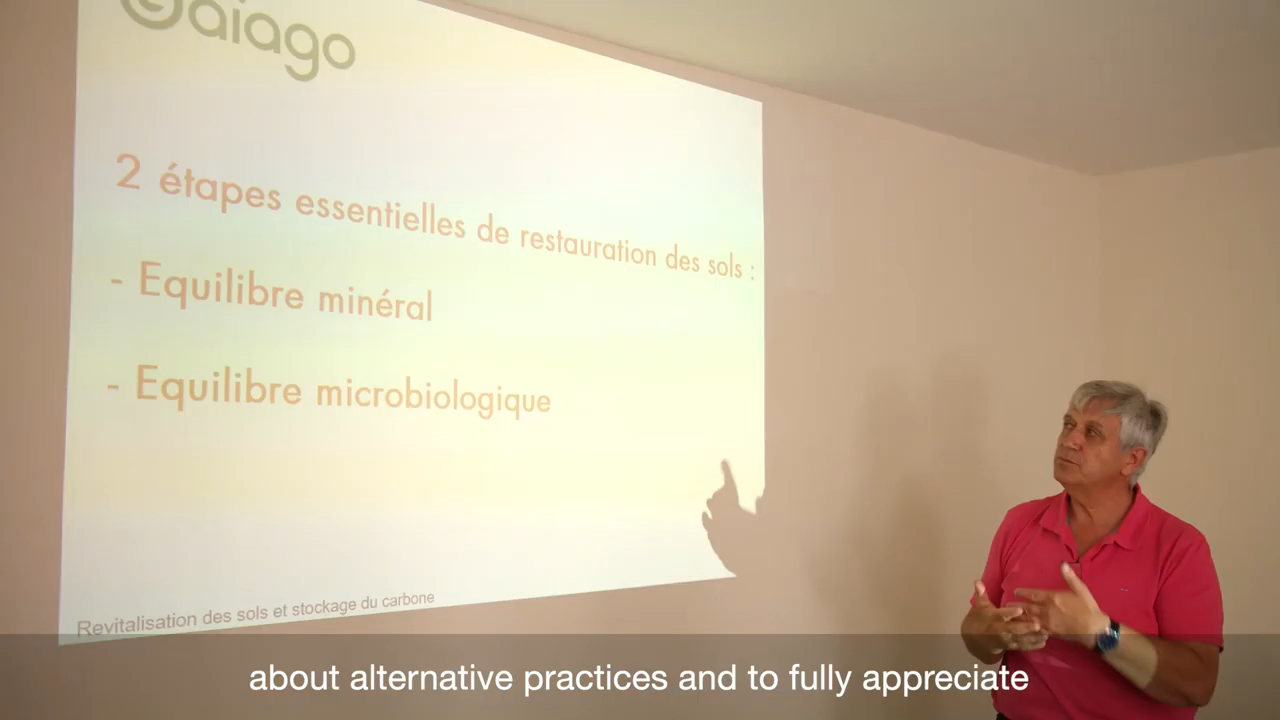 Gaiago
2 étapes essentielles de restauration des sols :
- Equilibre minéral
- Equilibre microbiologique
Revitalisation des sols et stockage du carbone
about alternative practices and to fully appreciate